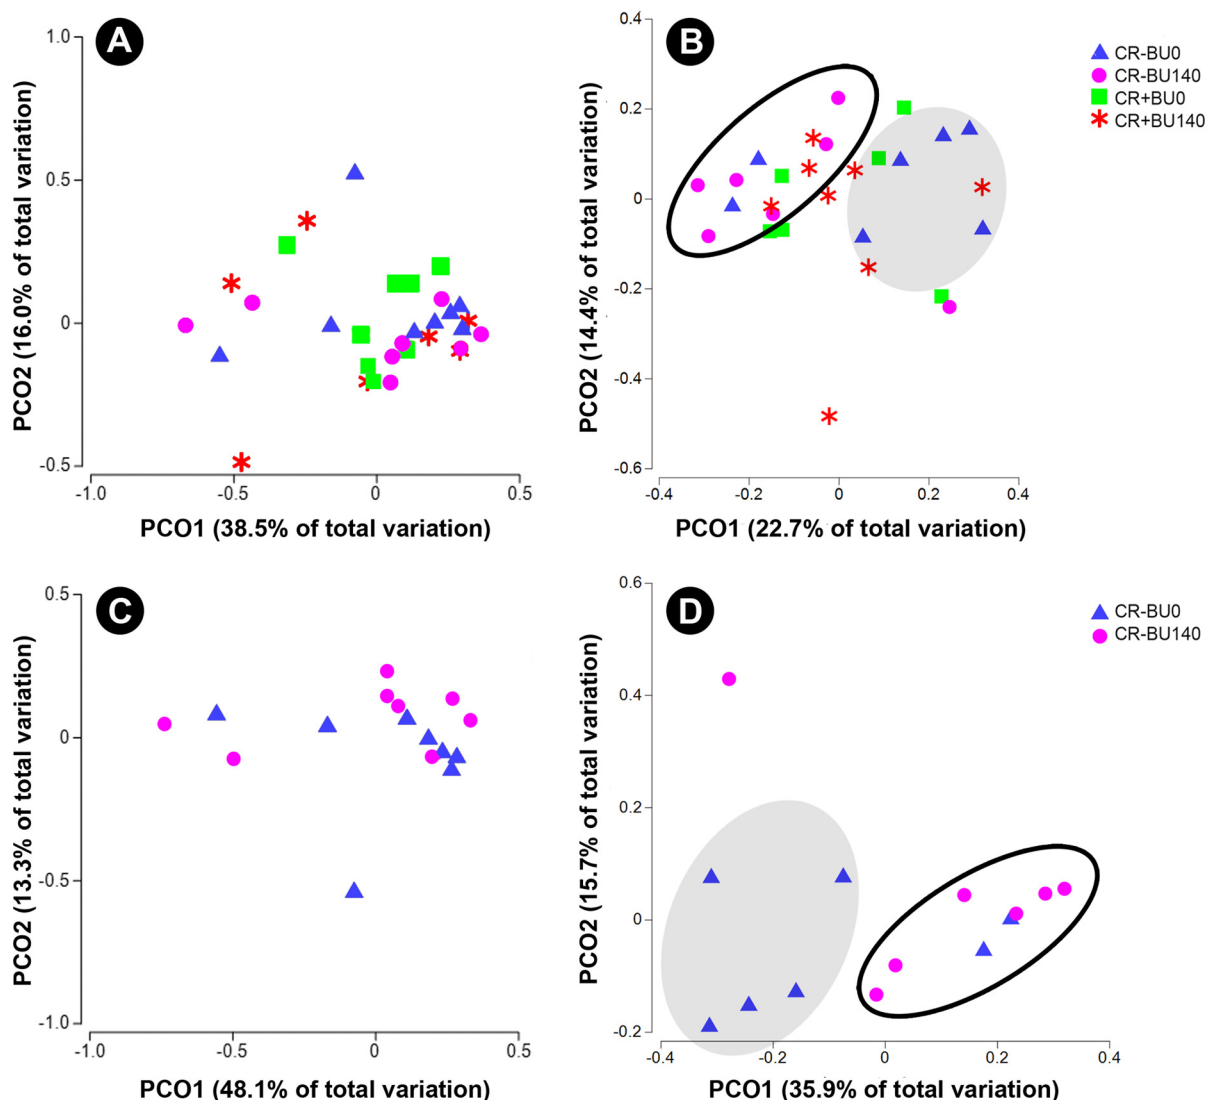 A
1.0
0.5
0
-0.5
-1.0
-0.5
0
0.5
PCO2 (16.0% of total variation)
PCO1 (38.5% of total variation)
B
0.4
0.2
0
-0.2
-0.4
-0.6
-0.4
-0.2
0
0.2
0.4
PCO2 (14.4% of total variation)
PCO1 (22.7% of total variation)
CR-BU0
CR-BU140
CR+BU0
CR+BU140
C
0.5
0
-0.5
-1.0
-1.0
-0.5
0
0.5
PCO2 (13.3% of total variation)
PCO1 (48.1% of total variation)
D
0.6
0.4
0.2
0
-0.2
-0.4
-0.2
0
0.2
0.4
PCO2 (15.7% of total variation)
PCO1 (35.9% of total variation)
CR-BU0
CR-BU140